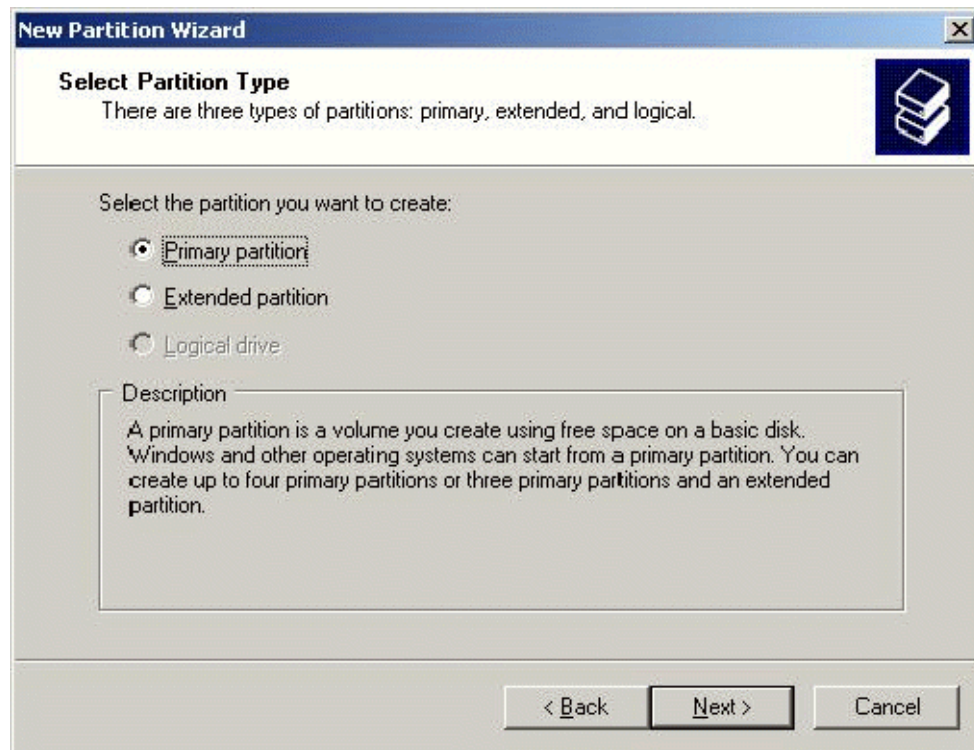 New Partition Wizard
Select Partition Type
There are three types of partitions: primary, extended, and logical.
Select the partition you want to create:
Primary partition
Extended partition
Logical drive
Description
A primary partition is a volume you create using free space on a basic disk.
Windows and other operating systems can start from a primary partition. You can
create up to four primary partitions or three primary partitions and an extended
partition.
< Back
Next >
Cancel